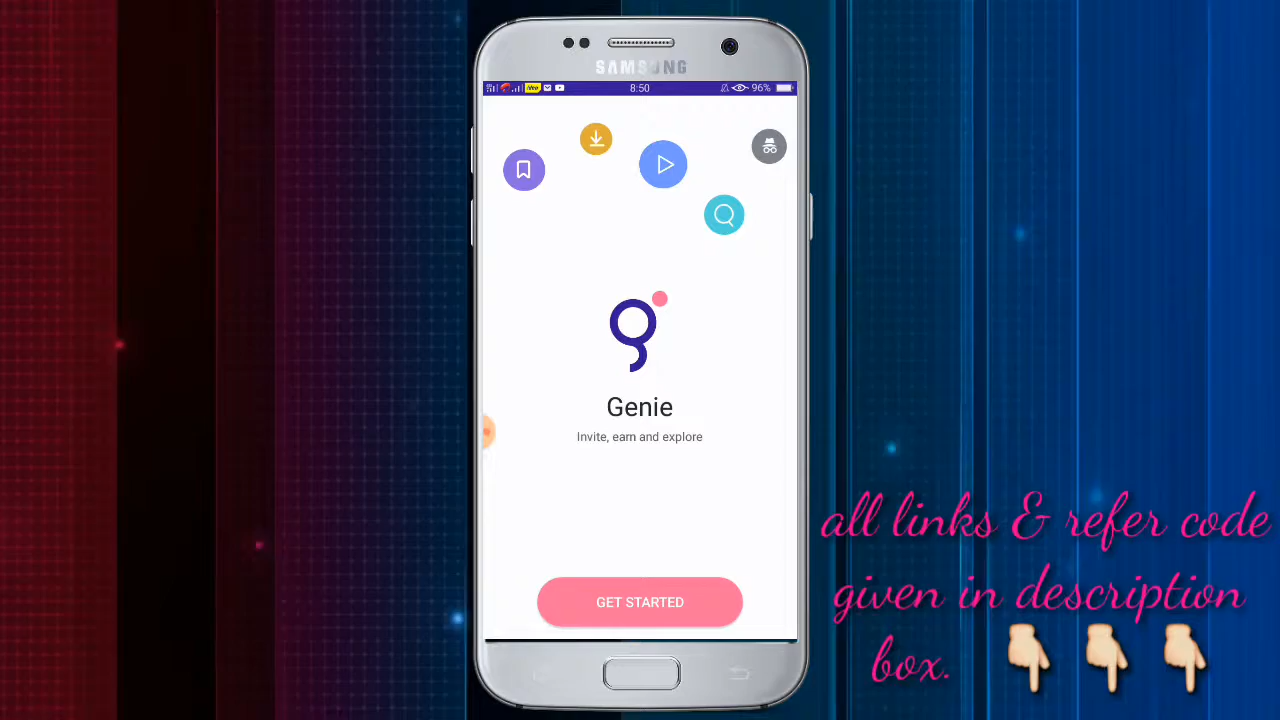 SAMSUNG
8:50
96%
Genie
Invite, earn and explore
GET STARTED
all links & refer code
given in description
box.